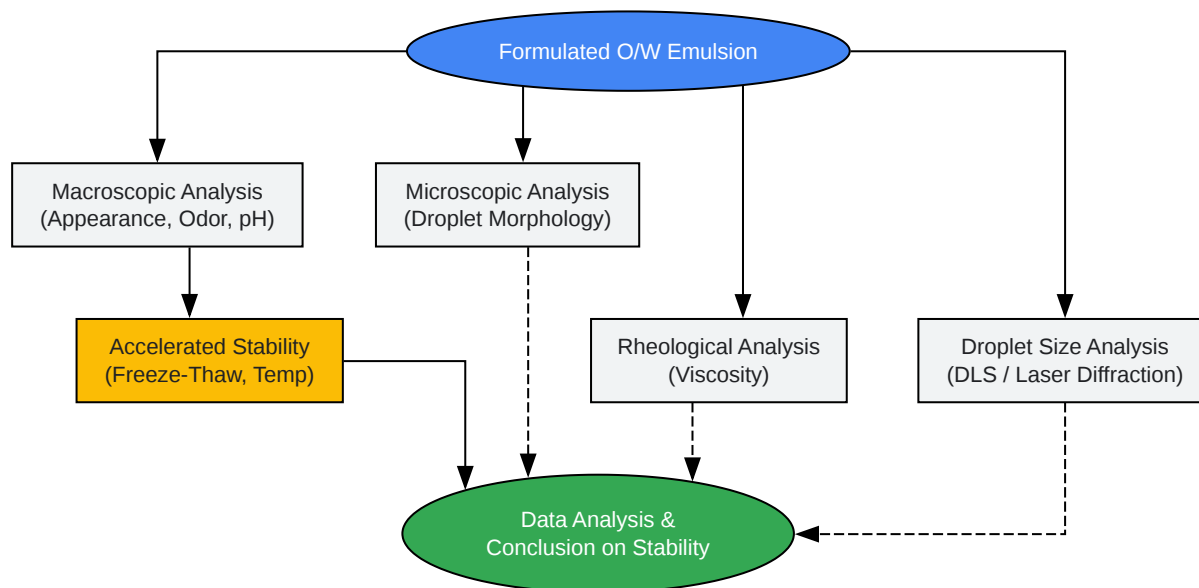 Formulated O/W Emulsion
Macroscopic Analysis
(Appearance, Odor, pH)
Microscopic Analysis
(Droplet Morphology)
Accelerated Stability
(Freeze-Thaw, Temp)
Rheological Analysis
(Viscosity)
Droplet Size Analysis
(DLS / Laser Diffraction)
Data Analysis &
Conclusion on Stability